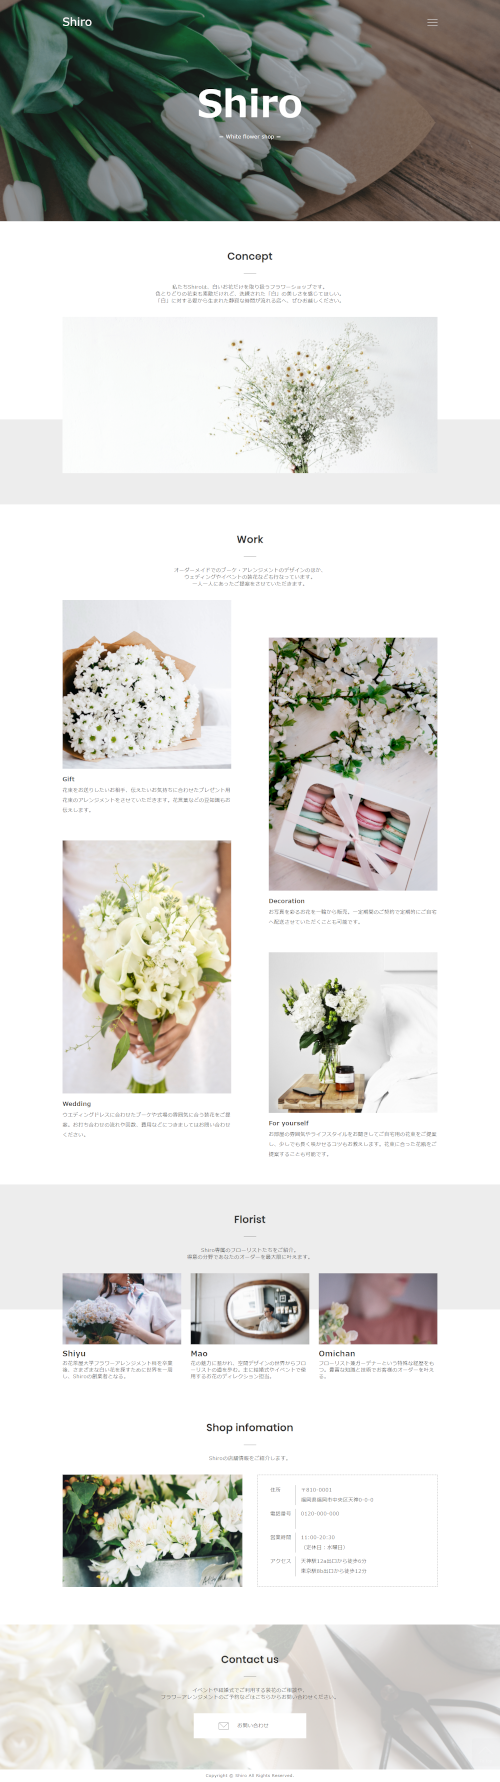 Shiro
Shiro
ー White flower shop ー
Concept
私たちShiroは、白いお花だけを取り扱うフラワーショップです。
色とりどりの花束も素敵だけれど、洗練された「白」の美しさを感じてほしい。
「白」に対する愛から生まれた静寂な時間が流れる店へ、ぜひお越しください。
Work
オーダーメイドでのブーケ・アレンジメントのデザインのほか、
ウェディングやイベントの装花なども行なっています。
一人一人にあったご提案をさせていただきます。
Gift
花束をお送りしたいお相手、伝えたいお気持ちに合わせたプレゼント用
花束のアレンジメントをさせていただきます。花言葉などの豆知識もお
伝えします。
Decoration
お写真を彩るお花を一輪から販売。一定期間のご契約で定期的にご自宅
へ配送させていただくことも可能です。
Wedding
ウエディングドレスに合わせたブーケや式場の雰囲気に合う装花をご提
案。お打ち合わせの流れや品数、費用などにつきましてはお問い合わせ
ください。
For yourself
お部屋の雰囲気やライフスタイルをお聞きしてご自宅用の花束をご提案
し、少しでも長く咲かせるコツもお教えします。花束に合った花瓶をご
提案することも可能です。
Florist
Shiro専属のフローリストたちをご紹介。
得意の分野であなたのオーダーを最大限に叶えます。
Shiyu
お花茶屋大学フラワーアレンジメント科を卒業
後、さまざまな白い花を探すために世界を一周
し、Shiroの創業者となる。
Mao
花の魅力に惹かれ、空間デザインの世界からフロ
ーリストの道を歩む。主に結婚式やイベントで使
用するお花のディレクション担当。
Omichan
フローリスト兼ガーデナーという特殊な経歴をも
つ。豊富な知識と技術でお客様のオーダーを叶え
る。
Shop infomation
Shiroの店舗情報をご紹介します。
住所
〒810-0001
福岡県福岡市中央区天神0-0-0
電話番号
0120-000-000
営業時間
11:00-20:30
（定休日：水曜日）
アクセス
天神駅12a出口から徒歩6分
東京駅8b出口から徒歩12分
Contact us
イベントや結婚式でご利用する装花のご相談や、
フラワーアレンジメントのご予約などはこちらからお問い合わせください。
お問い合わせ
Copyright © Shiro All Rights Reserved.